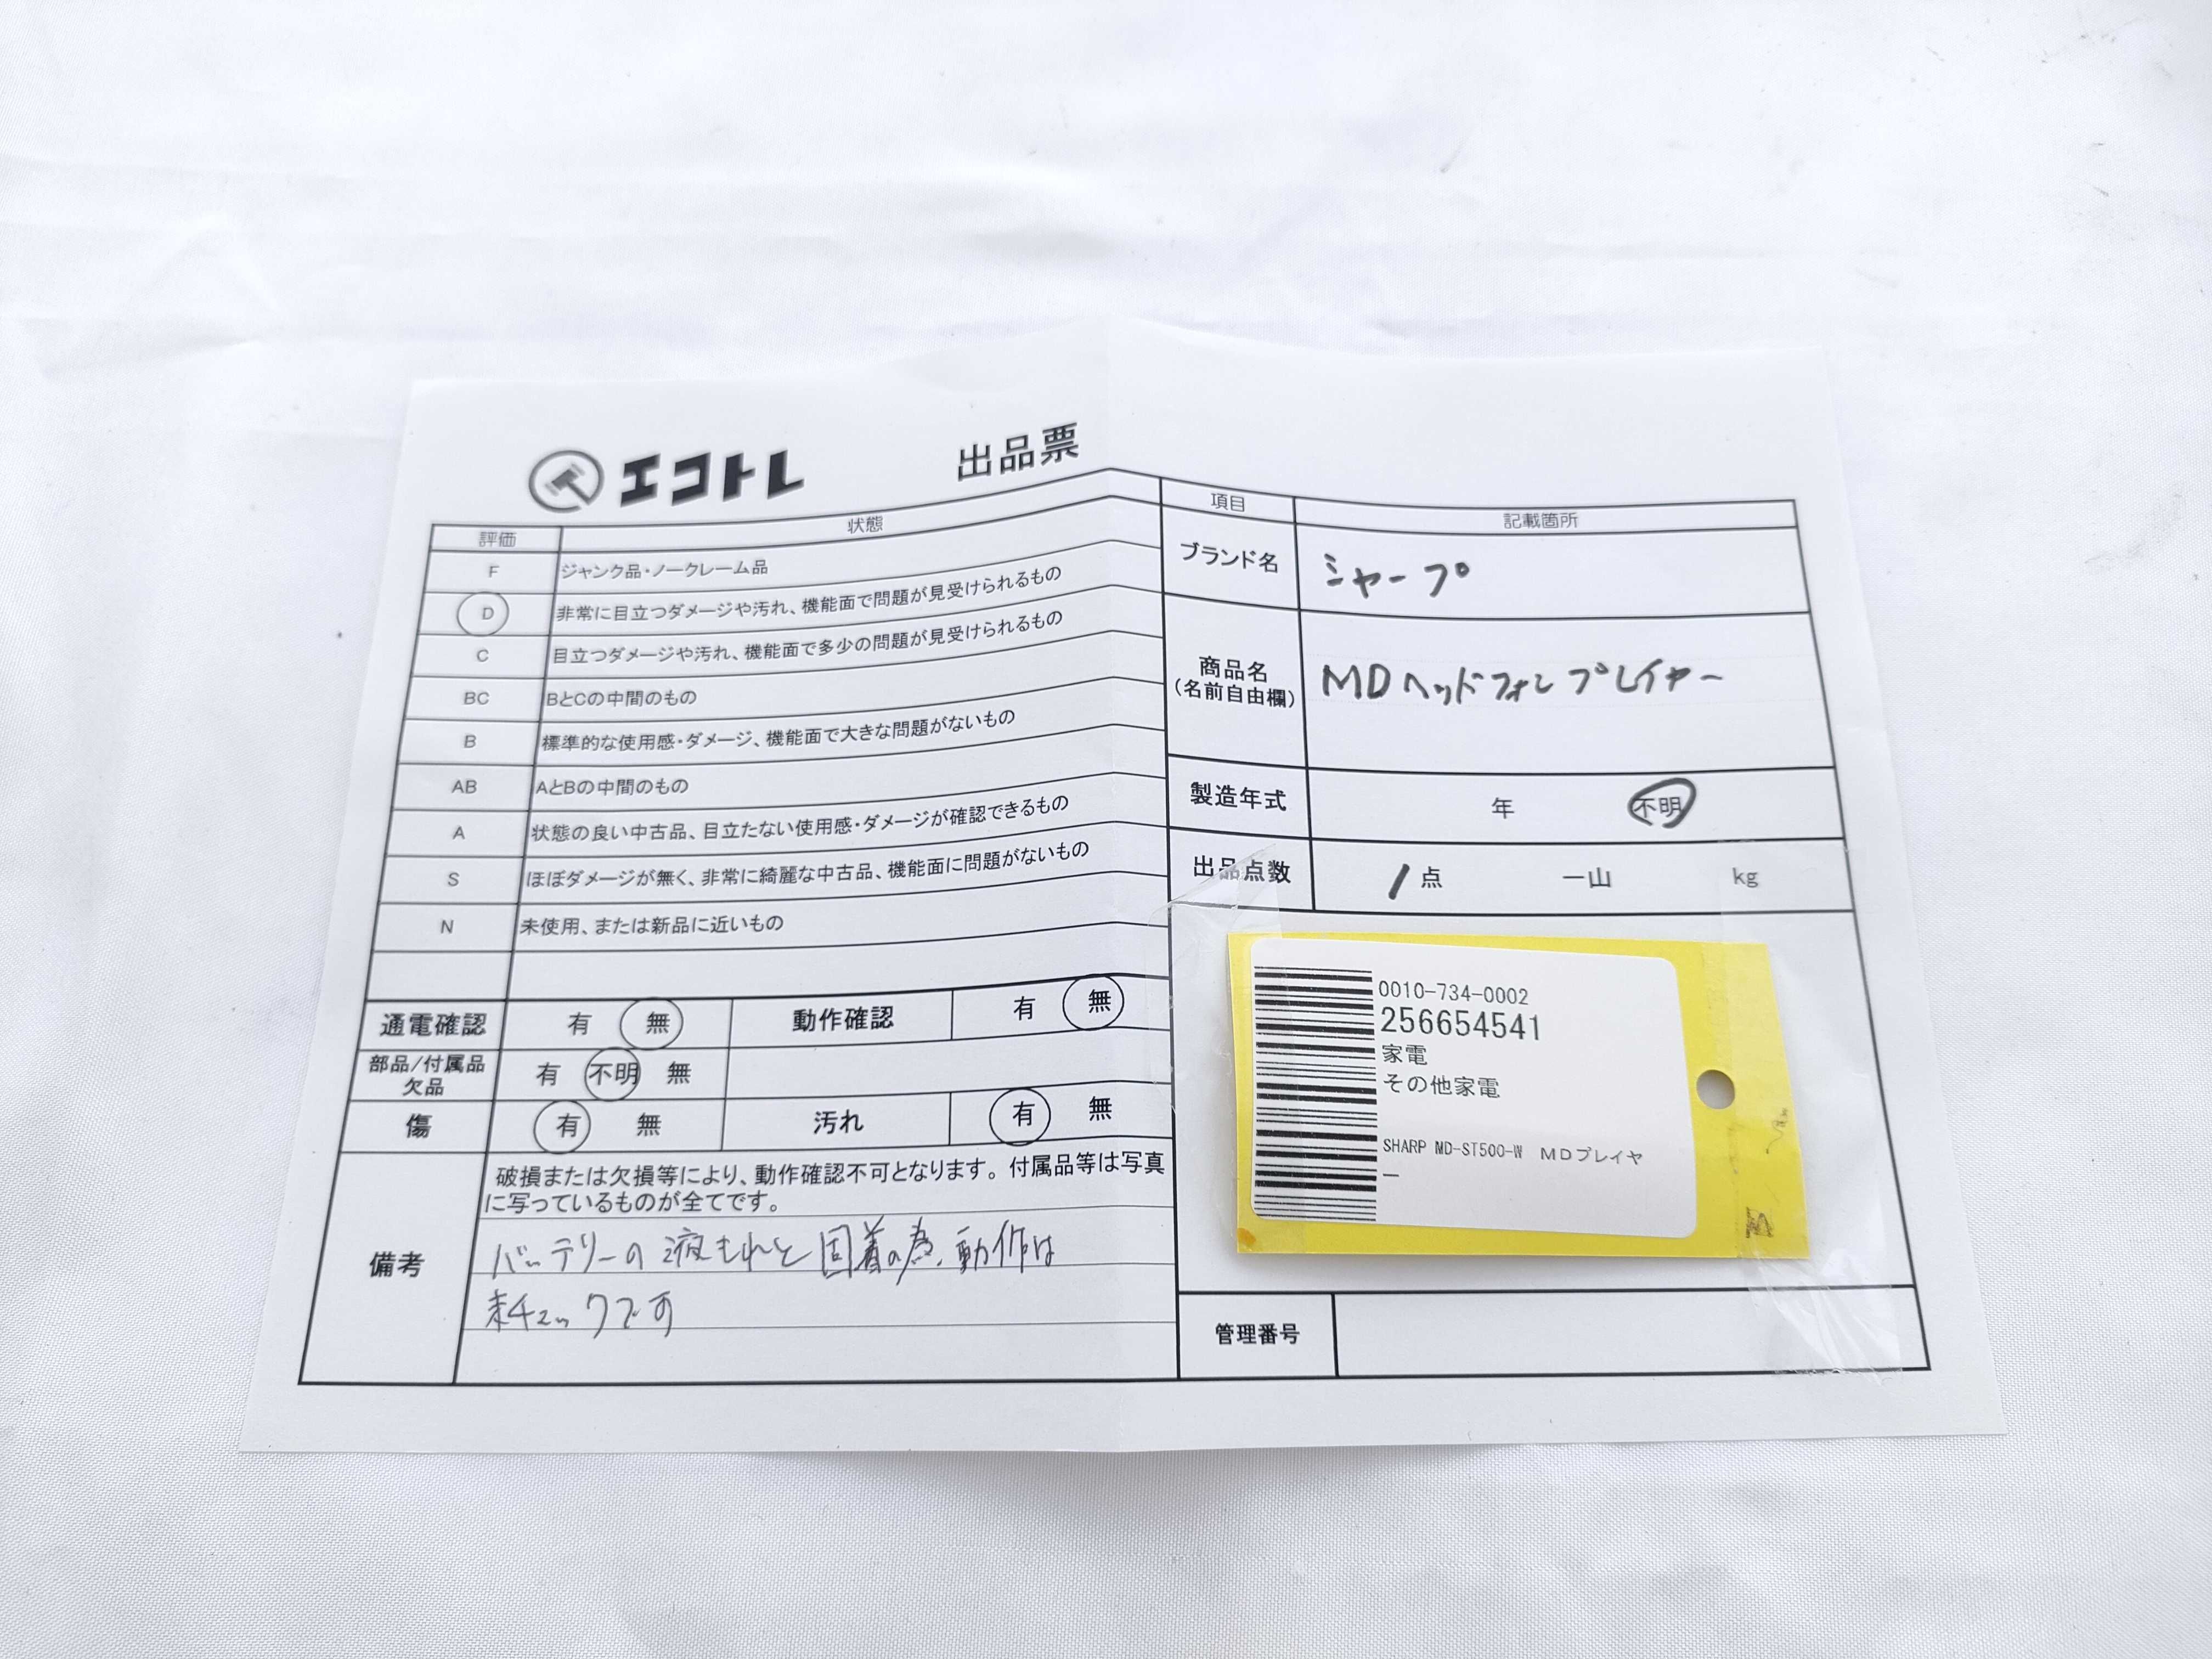 エコトレ 出品票
評価 状態
F ジャンク品・ノークレーム品
D 非常に目立つダメージや汚れ、機能面で問題が見受けられるもの
C 目立つダメージや汚れ、機能面で多少の問題が見受けられるもの
BC BとCの中間のもの
B 標準的な使用感・ダメージ、機能面で大きな問題がないもの
AB AとBの中間のもの
A 状態の良い中古品、目立たない使用感・ダメージが確認できるもの
S ほぼダメージが無く、非常に綺麗な中古品、機能面に問題がないもの
N 未使用、または新品に近いもの
通電確認 有 無 動作確認 有 無
部品/付属品 欠品 有 不明 無
傷 有 無 汚れ 有 無
備考
破損または欠損等により、動作確認不可となります。付属品等は写真
に写っているものが全てです。
バッテリーの液もれと固着の為、動作は
未チェックです
項目 記載箇所
ブランド名 シャープ
商品名
(名前自由欄)
MDヘッドフォンプレイヤー
製造年式 年 不明
出品点数 1点 一山 kg
0010-734-0002
256654541
家電
その他家電
SHARP MD-ST500-W MDプレイヤ
ー
M
管理番号